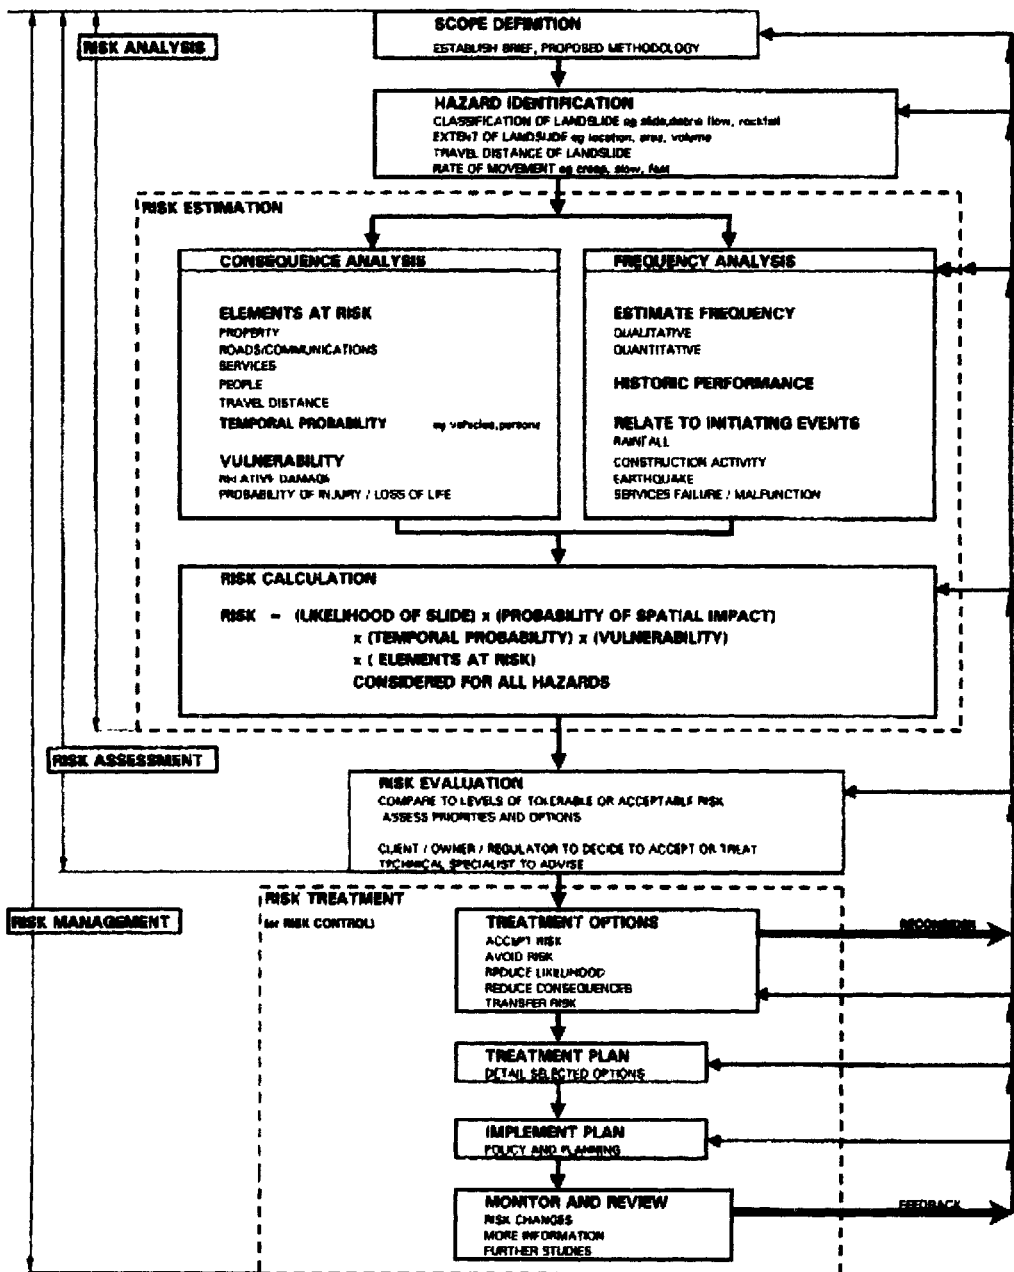 SCOPE DEFINITION
ESTABLISH BRIEF, PROPOSED METHODOLOGY
RISK ANALYSIS
HAZARD IDENTIFICATION
CLASSIFICATION OF LANDSLIDE eg slide, debris flow, rockfall
EXTENT OF LANDSLIDE eg location, area, volume
TRAVEL DISTANCE OF LANDSLIDE
RATE OF MOVEMENT eg creep, slow, fast
RISK ESTIMATION
CONSEQUENCE ANALYSIS
ELEMENTS AT RISK
PROPERTY
ROADS/COMMUNICATIONS
SERVICES
PEOPLE
TRAVEL DISTANCE
TEMPORAL PROBABILITY eg vehicles, persons
VULNERABILITY
RELATIVE DAMAGE
PROBABILITY OF INJURY / LOSS OF LIFE
FREQUENCY ANALYSIS
ESTIMATE FREQUENCY
QUALITATIVE
QUANTITATIVE
HISTORIC PERFORMANCE
RELATE TO INITIATING EVENTS
RAINFALL
CONSTRUCTION ACTIVITY
EARTHQUAKE
SERVICES FAILURE / MALFUNCTION
RISK CALCULATION
RISK = (LIKELIHOOD OF SLIDE) x (PROBABILITY OF SPATIAL IMPACT)
x (TEMPORAL PROBABILITY) x (VULNERABILITY)
x ( ELEMENTS AT RISK)
CONSIDERED FOR ALL HAZARDS
RISK ASSESSMENT
RISK EVALUATION
COMPARE TO LEVELS OF TOLERABLE OR ACCEPTABLE RISK
ASSESS PRIORITIES AND OPTIONS
CLIENT / OWNER / REGULATOR TO DECIDE TO ACCEPT OR TREAT
TECHNICAL SPECIALIST TO ADVISE
RISK MANAGEMENT
RISK TREATMENT
(or RISK CONTROL)
TREATMENT OPTIONS
ACCEPT RISK
AVOID RISK
REDUCE LIKELIHOOD
REDUCE CONSEQUENCES
TRANSFER RISK
RECONSIDER
TREATMENT PLAN
DETAIL SELECTED OPTIONS
IMPLEMENT PLAN
POLICY AND PLANNING
MONITOR AND REVIEW
RISK CHANGES
MORE INFORMATION
FURTHER STUDIES
FEEDBACK